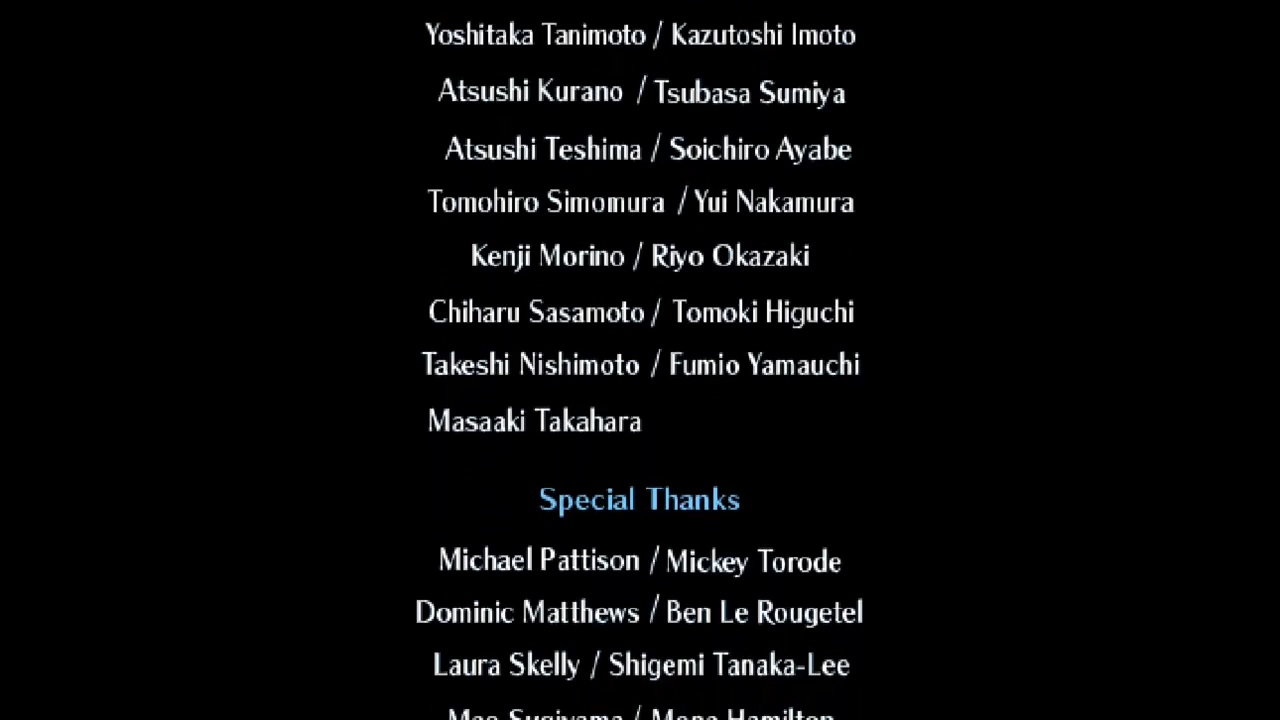 Yoshitaka Tanimoto / Kazutoshi Imoto
Atsushi Kurano / Tsubasa Sumiya
Atsushi Teshima / Soichiro Ayabe
Tomohiro Simomura / Yui Nakamura
Kenji Morino / Riyo Okazaki
Chiharu Sasamoto / Tomoki Higuchi
Takeshi Nishimoto / Fumio Yamauchi
Masaaki Takahara
Special Thanks
Michael Pattison / Mickey Torode
Dominic Matthews / Ben Le Rougetel
Laura Skelly / Shigemi Tanaka-Lee
Sugiyama / Hamilton